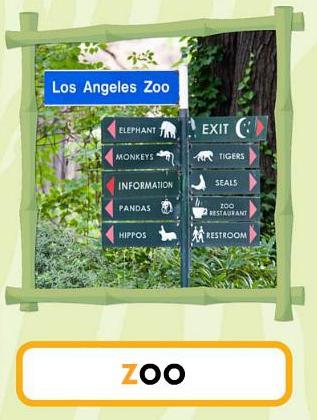 Los Angeles Zoo
ELEPHANT
MONKEYS
INFORMATION
PANDAS
HIPPOS
EXIT
TIGERS
SEALS
ZOO
RESTAURANT
RESTROOM
zoo